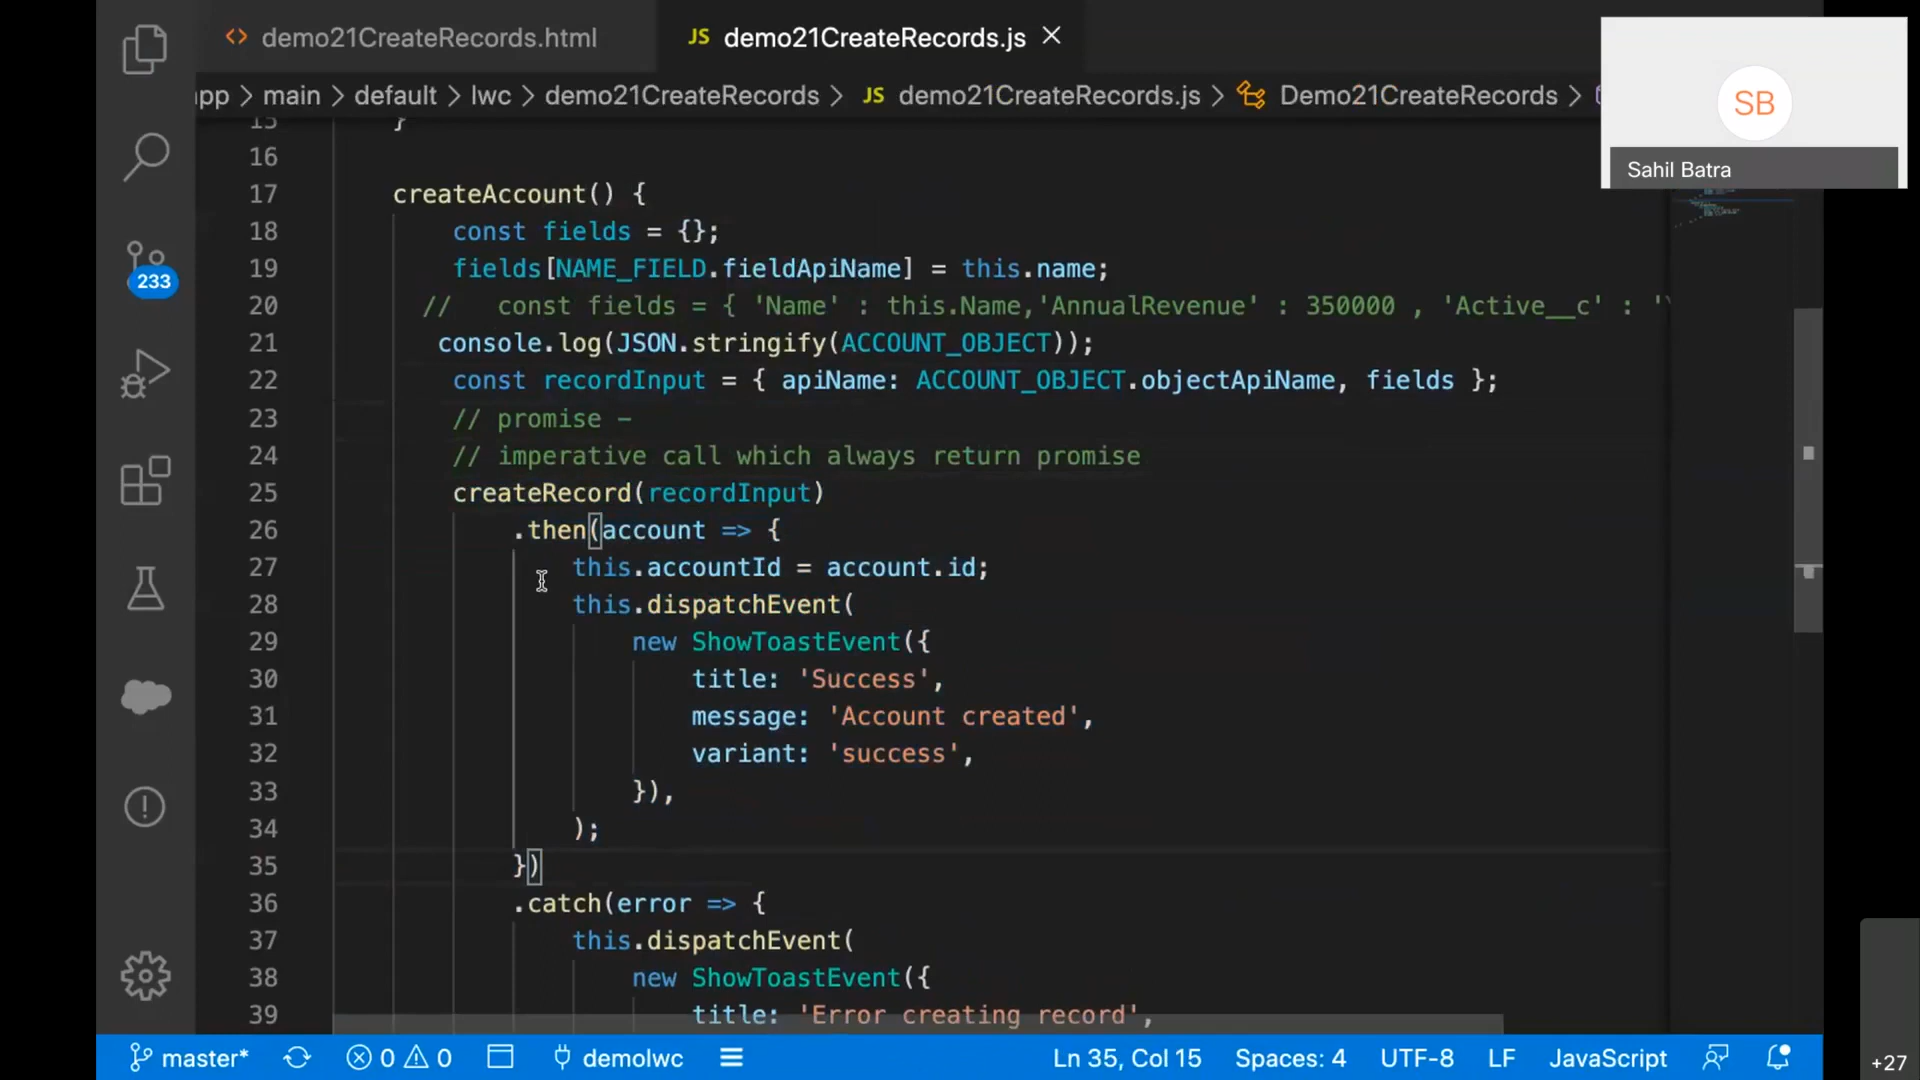 demo21CreateRecords.html
JS demo21CreateRecords.js
SB
Sahil Batra
app > main > default > lwc > demo21CreateRecords > JS demo21CreateRecords.js > Demo21CreateRecords >
15 }
16
17 createAccount() {
18 const fields = {};
19 fields[NAME_FIELD.fieldApiName] = this.name;
20 // const fields = { 'Name' : this.Name,'AnnualRevenue' : 350000 , 'Active__c' : '
21 console.log(JSON.stringify(ACCOUNT_OBJECT));
22 const recordInput = { apiName: ACCOUNT_OBJECT.objectApiName, fields };
23 // promise -
24 // imperative call which always return promise
25 createRecord(recordInput)
26 .then(account => {
27 this.accountId = account.id;
28 this.dispatchEvent(
29 new ShowToastEvent({
30 title: 'Success',
31 message: 'Account created',
32 variant: 'success',
33 }),
34 );
35 })
36 .catch(error => {
37 this.dispatchEvent(
38 new ShowToastEvent({
39 title: 'Error creating record',
233
master* 0 0 demolwc Ln 35, Col 15 Spaces: 4 UTF-8 LF JavaScript
+27